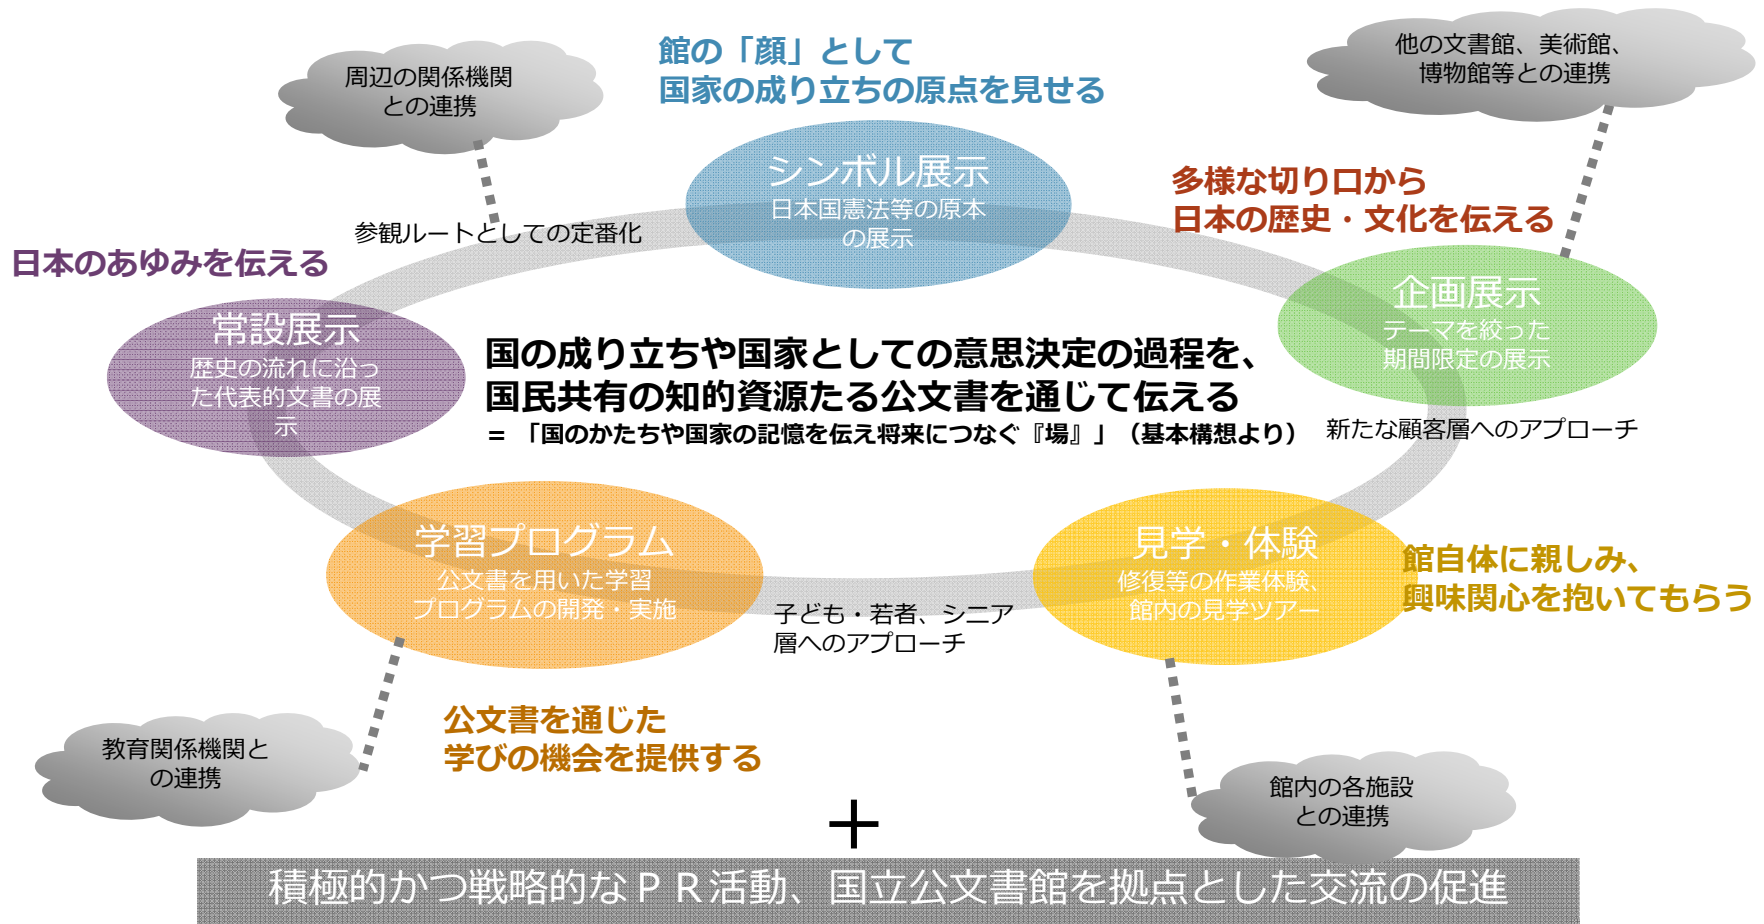 周辺の関係機関
との連携
館の「顔」として
国家の成り立ちの原点を見せる
他の文書館、美術館、
博物館等との連携
シンボル展示
日本国憲法等の原本
の展示
多様な切り口から
日本の歴史・文化を伝える
参観ルートとしての定番化
日本のあゆみを伝える
企画展示
テーマを絞った
期間限定の展示
常設展示
歴史の流れに沿っ
た代表的文書の展
示
国の成り立ちや国家としての意思決定の過程を、
国民共有の知的資源たる公文書を通じて伝える
＝ 「国のかたちや国家の記憶を伝え将来につなぐ『場』」（基本構想より）
新たな顧客層へのアプローチ
学習プログラム
公文書を用いた学習
プログラムの開発・実施
見学・体験
修復等の作業体験、
館内の見学ツアー
館自体に親しみ、
興味関心を抱いてもらう
子ども・若者、シニア
層へのアプローチ
公文書を通じた
学びの機会を提供する
教育関係機関と
の連携
館内の各施設
との連携
＋
積極的かつ戦略的なＰＲ活動、国立公文書館を拠点とした交流の促進